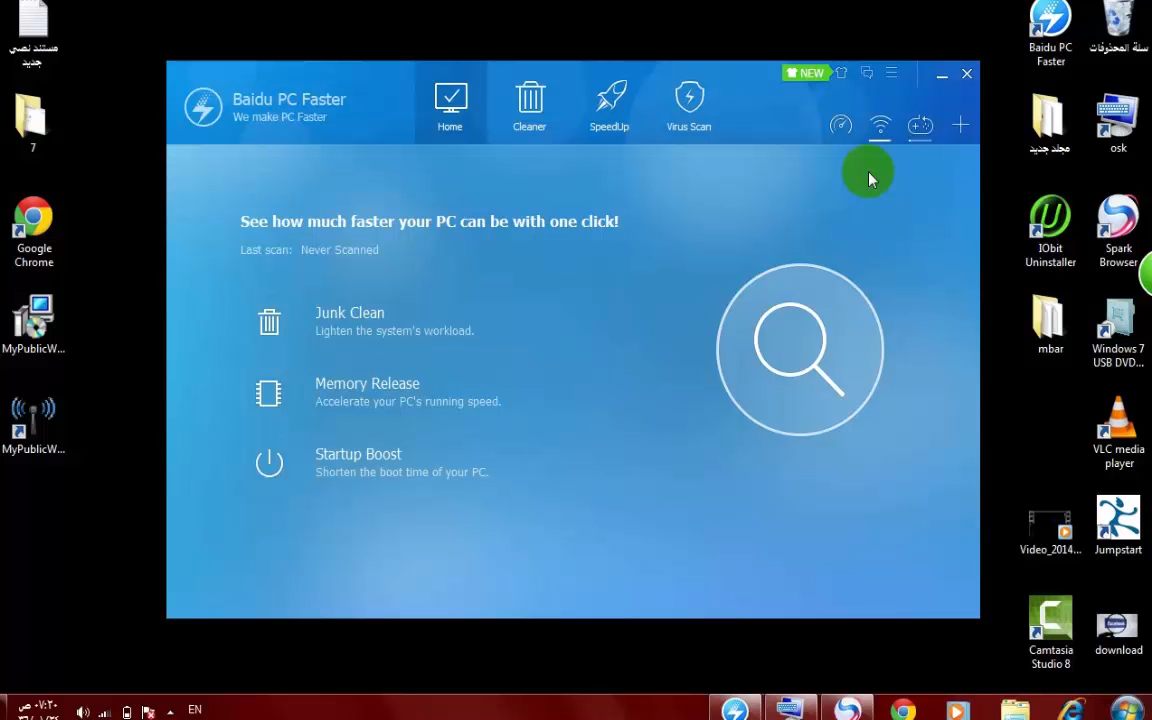 مستند نصي
جديد
7
Google
Chrome
MyPublicW...
MyPublicW...
Baidu PC Faster
We make PC Faster
Home
Cleaner
SpeedUp
Virus Scan
NEW
See how much faster your PC can be with one click!
Last scan: Never Scanned
Junk Clean
Lighten the system's workload.
Memory Release
Accelerate your PC's running speed.
Startup Boost
Shorten the boot time of your PC.
Baidu PC
Faster
سلة المحذوفات
مجلد جديد
osk
IObit
Uninstaller
Spark
Browser
mbar
Windows 7
USB DVD...
VLC media
player
Video_2014...
Jumpstart
Camtasia
Studio 8
download
٠٧:٢٠ ص
EN